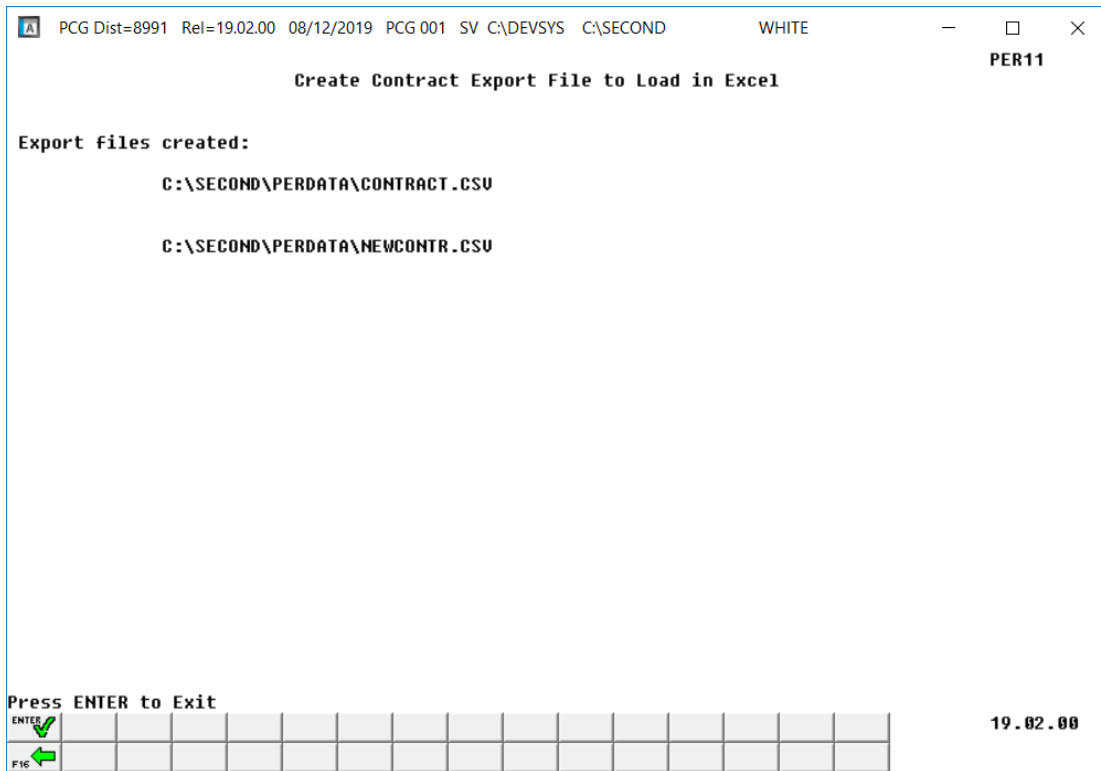 A PCG Dist=8991 Rel=19.02.00 08/12/2019 PCG 001 SV C:\DEVSYS C:\SECOND WHITE
PER11
Create Contract Export File to Load in Excel
Export files created:
C:\SECOND\PERDATA\CONTRACT.CSV
C:\SECOND\PERDATA\NEWCONTR.CSV
Press ENTER to Exit
ENTER
19.02.00
F16